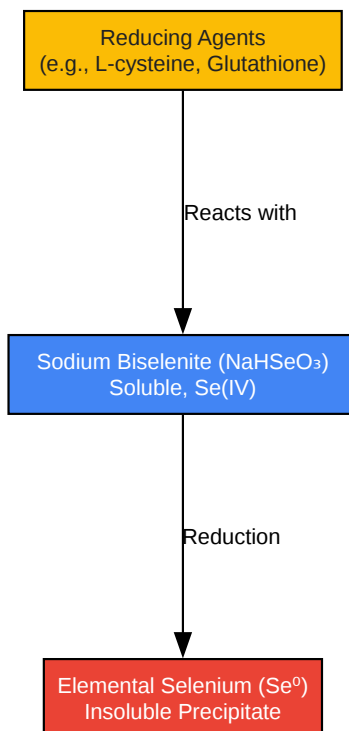 Reducing Agents
(e.g., L-cysteine, Glutathione)
Reacts with
Sodium Biselenite (NaHSeO₃)
Soluble, Se(IV)
Reduction
Elemental Selenium (Se⁰)
Insoluble Precipitate